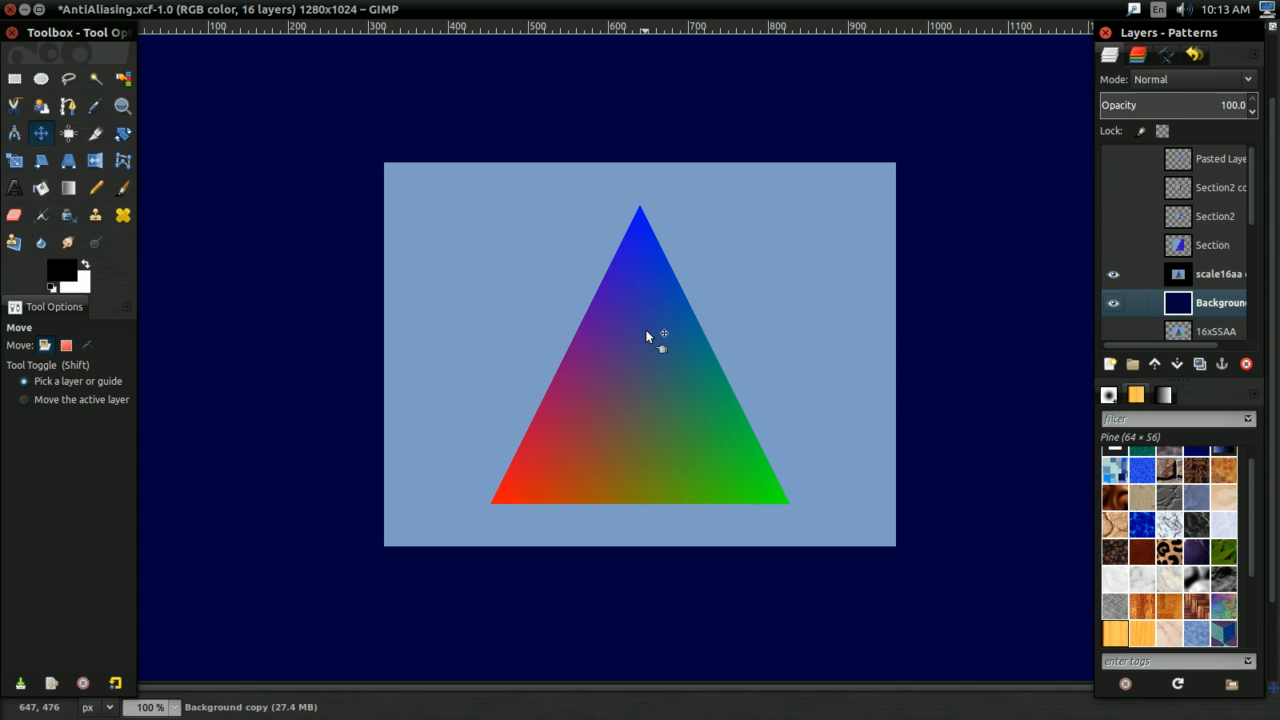 *AntiAliasing.xcf-1.0 (RGB color, 16 layers) 1280x1024 – GIMP
En
10:13 AM
Toolbox - Tool Op
100
200
300
400
500
600
700
800
900
1000
1100
Layers - Patterns
Mode: Normal
Opacity 100.0
Lock:
Pasted Laye
Section2 co
Section2
Section
scale16aa
Background
16xSSAA
Tool Options
Move
Move:
Tool Toggle (Shift)
Pick a layer or guide
Move the active layer
filter
Pine (64 × 56)
enter tags
647, 476 px 100 % Background copy (27.4 MB)